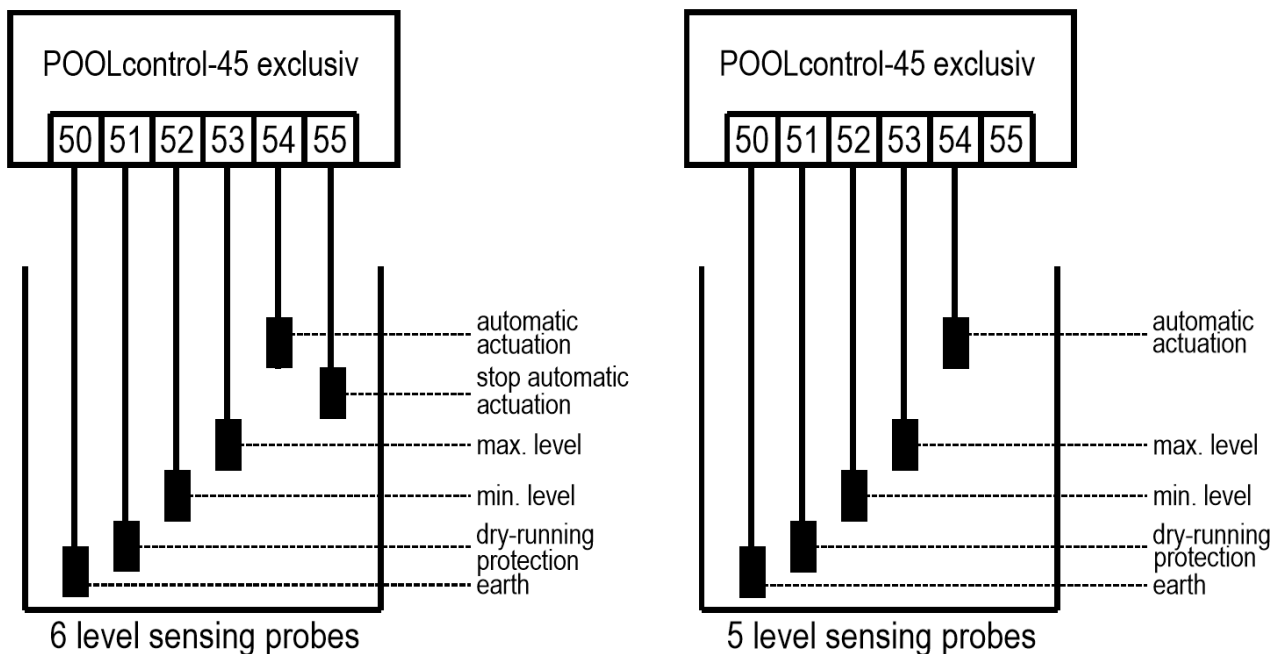 POOLcontrol-45 exclusiv
50 51 52 53 54 55
automatic
actuation
stop automatic
actuation
max. level
min. level
dry-running
protection
earth
6 level sensing probes
POOLcontrol-45 exclusiv
50 51 52 53 54 55
automatic
actuation
max. level
min. level
dry-running
protection
earth
5 level sensing probes